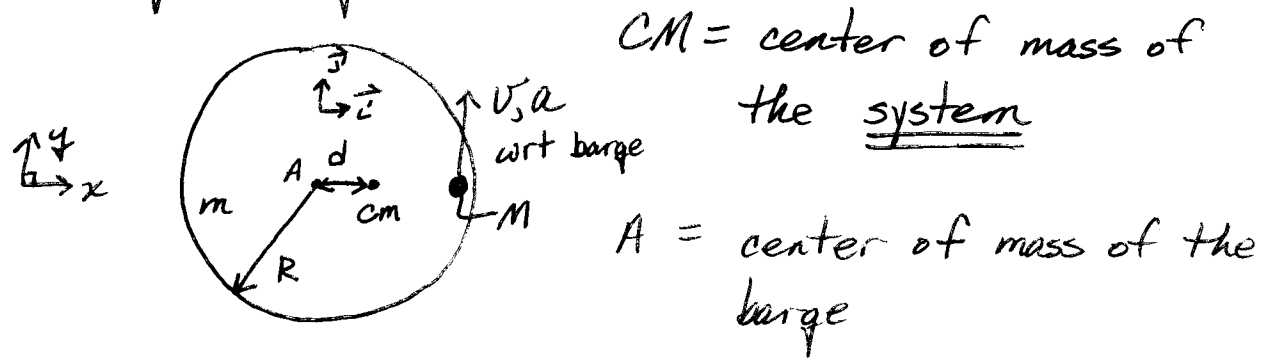 CM = center of mass of
the system
j
i
v, a
wrt barge
y
x
A
d
cm
m
M
R
A = center of mass of the
barge